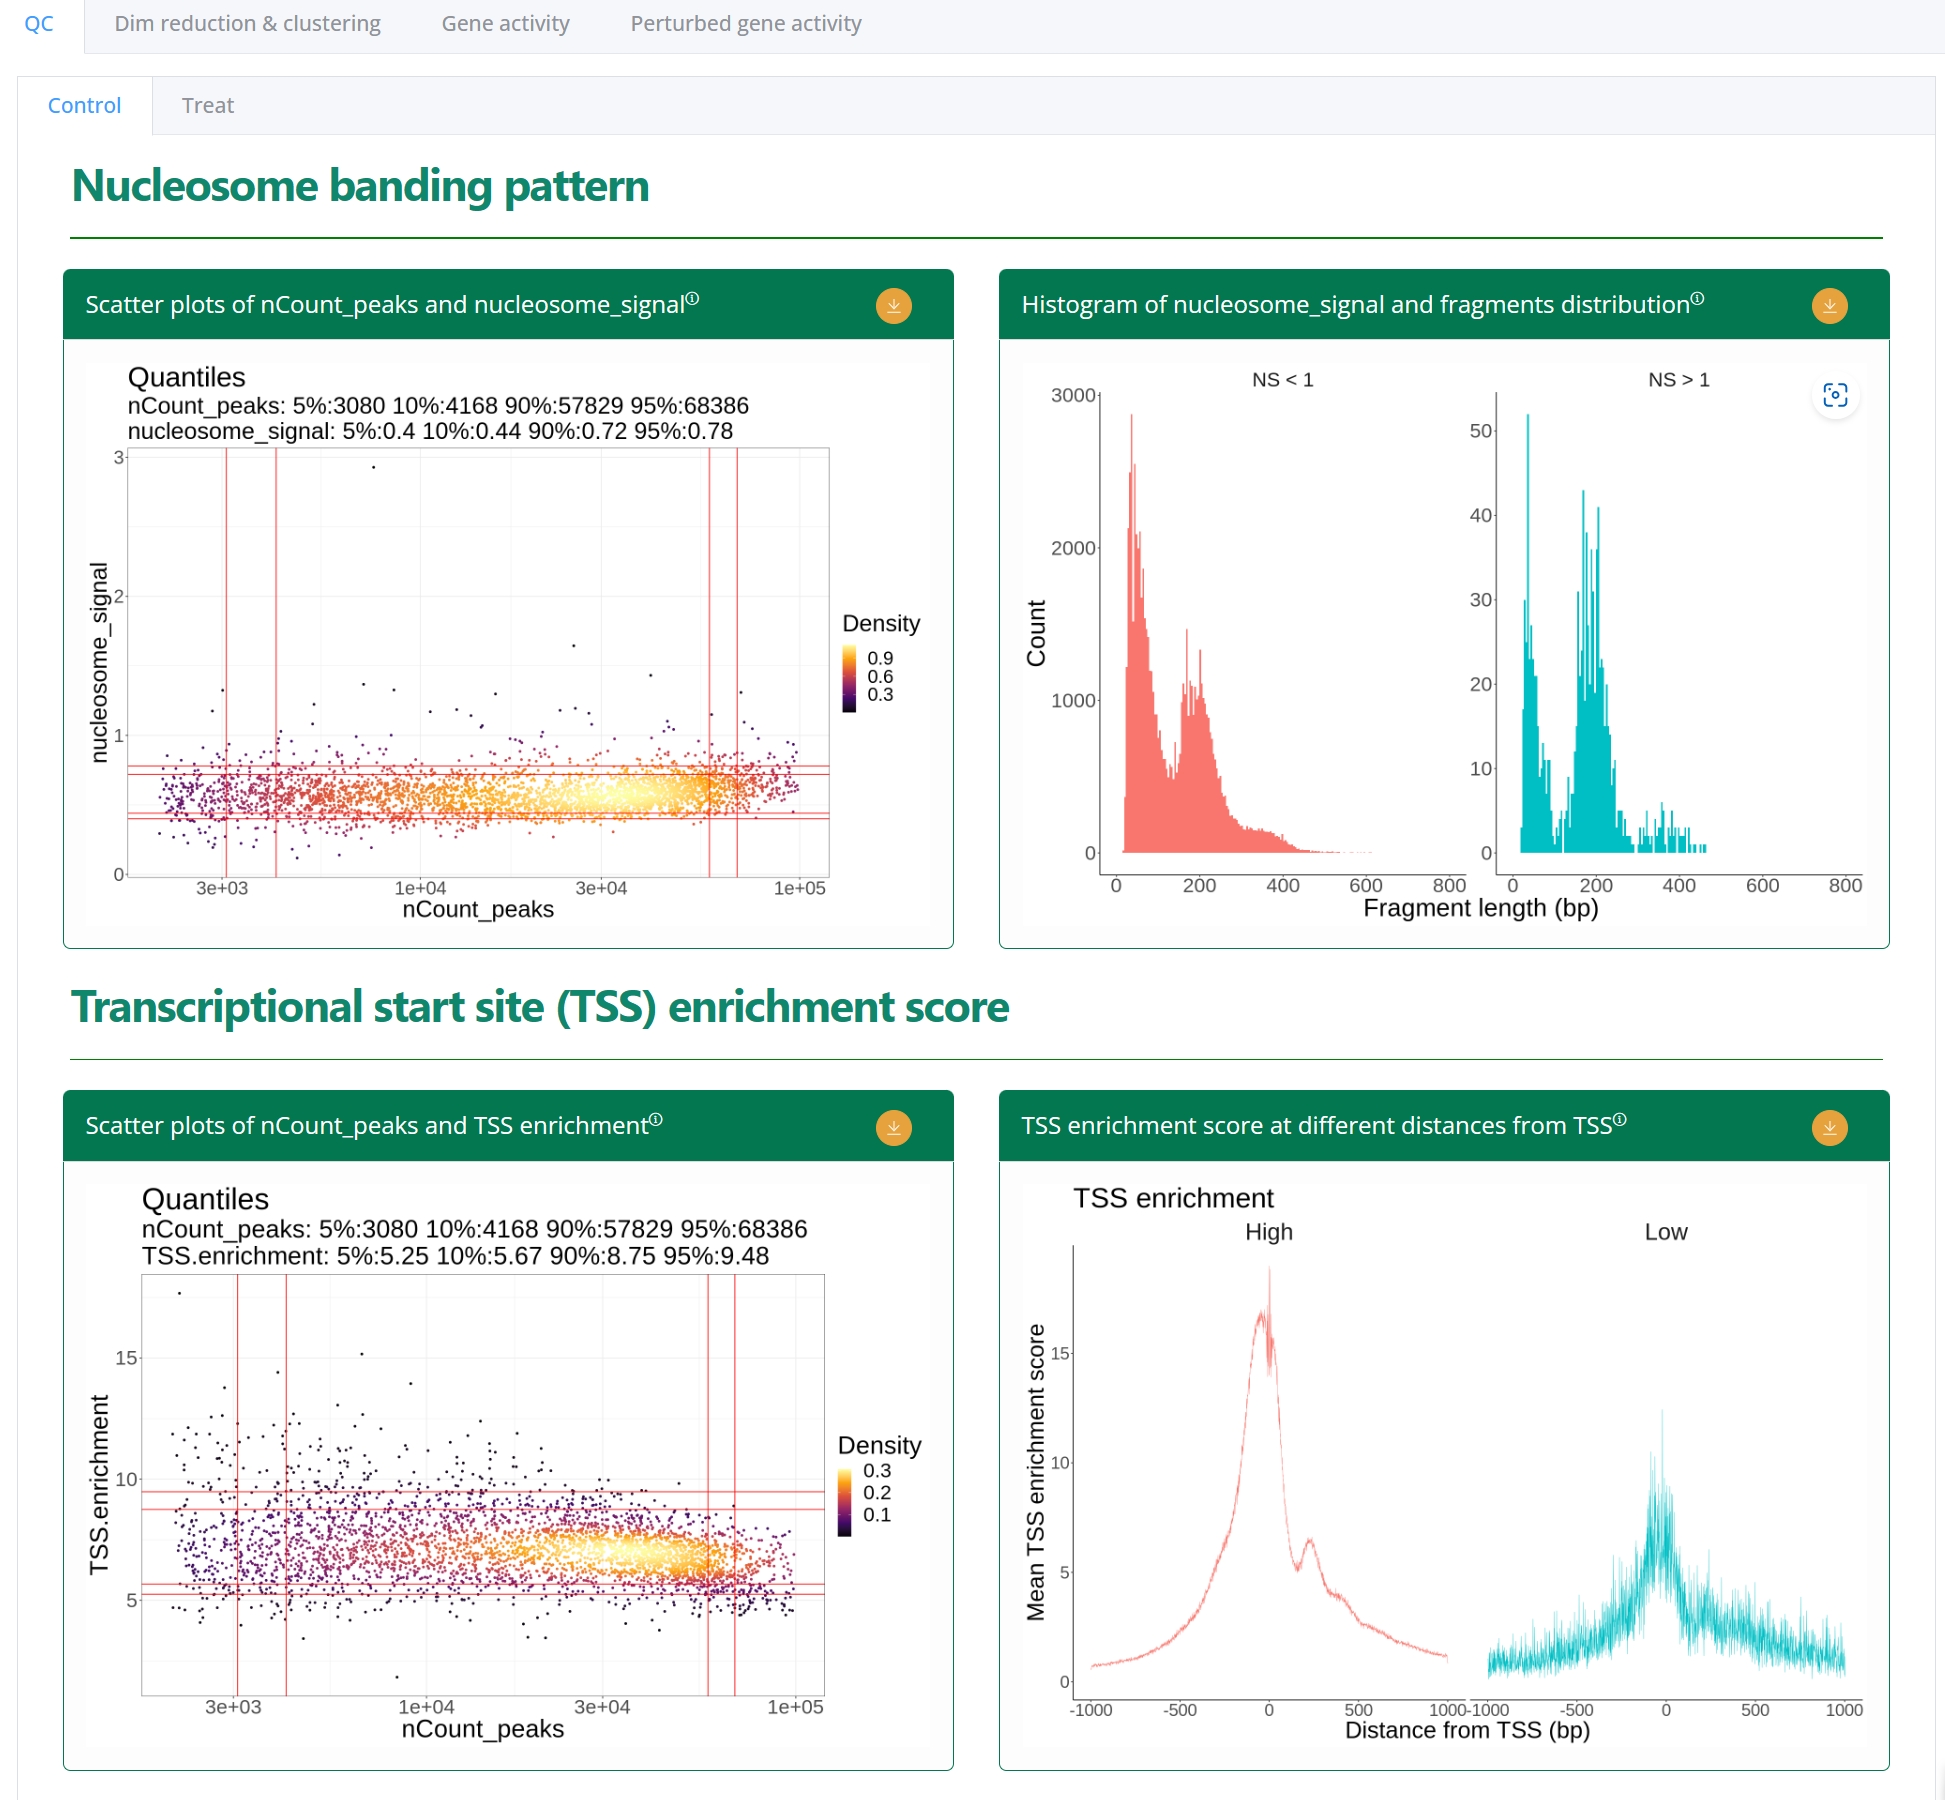 QC Dim reduction & clustering Gene activity Perturbed gene activity
Control Treat
Nucleosome banding pattern
Scatter plots of nCount_peaks and nucleosome_signal
Quantiles
nCount_peaks: 5%:3080 10%:4168 90%:57829 95%:68386
nucleosome_signal: 5%:0.4 10%:0.44 90%:0.72 95%:0.78
3
2
1
0
nucleosome_signal
3e+03 1e+04 3e+04 1e+05
nCount_peaks
Density
0.9
0.6
0.3
Histogram of nucleosome_signal and fragments distribution
NS < 1 NS > 1
3000
2000
1000
0
Count
50
40
30
20
10
0
0 200 400 600 800 0 200 400 600 800
Fragment length (bp)
Transcriptional start site (TSS) enrichment score
Scatter plots of nCount_peaks and TSS enrichment
Quantiles
nCount_peaks: 5%:3080 10%:4168 90%:57829 95%:68386
TSS.enrichment: 5%:5.25 10%:5.67 90%:8.75 95%:9.48
15
10
5
TSS.enrichment
3e+03 1e+04 3e+04 1e+05
nCount_peaks
Density
0.3
0.2
0.1
TSS enrichment score at different distances from TSS
TSS enrichment
High Low
15
10
5
0
Mean TSS enrichment score
-1000 -500 0 500 1000 -1000 -500 0 500 1000
Distance from TSS (bp)